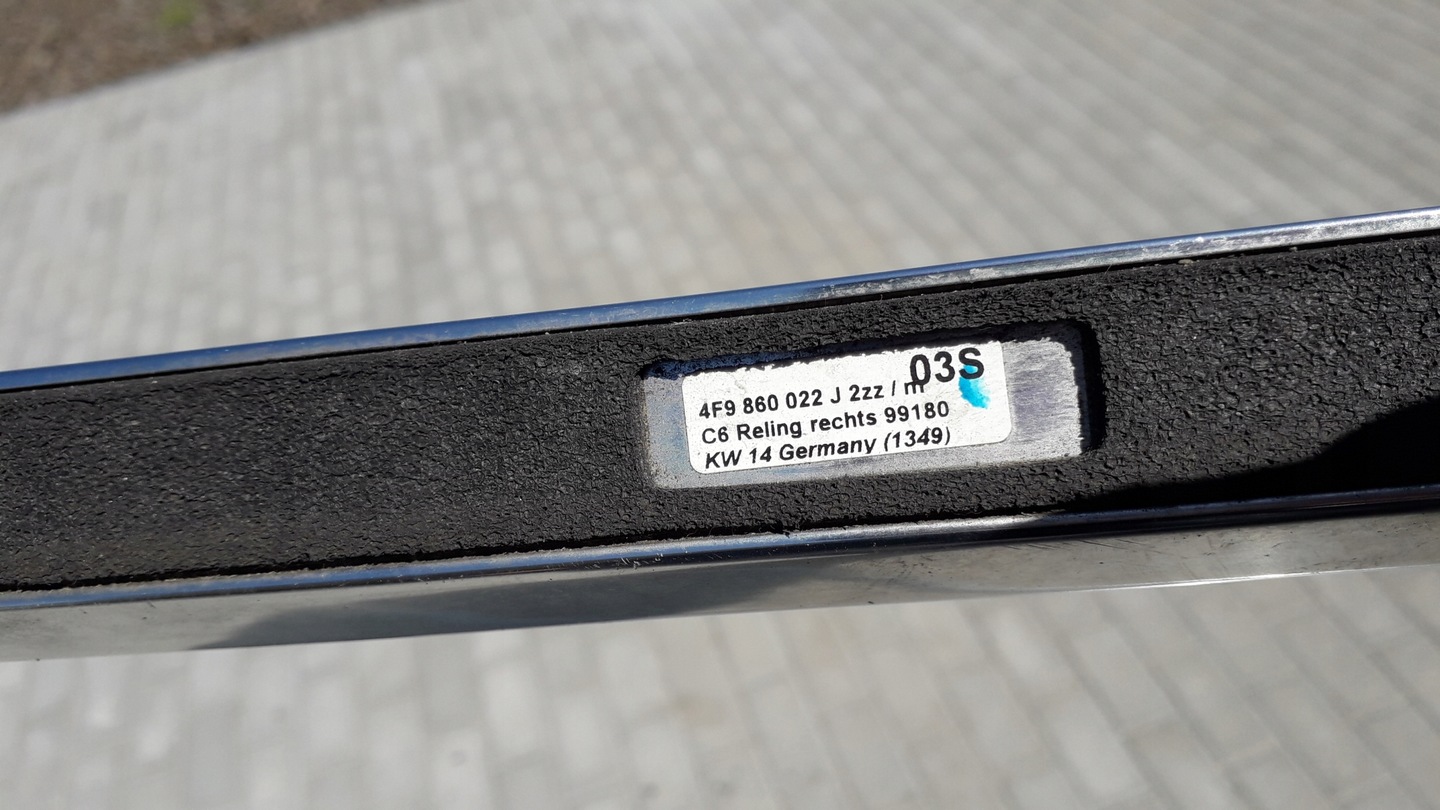 03S
4F9 860 022 J 2zz / m
C6 Reling rechts 99180
KW 14 Germany (1349)